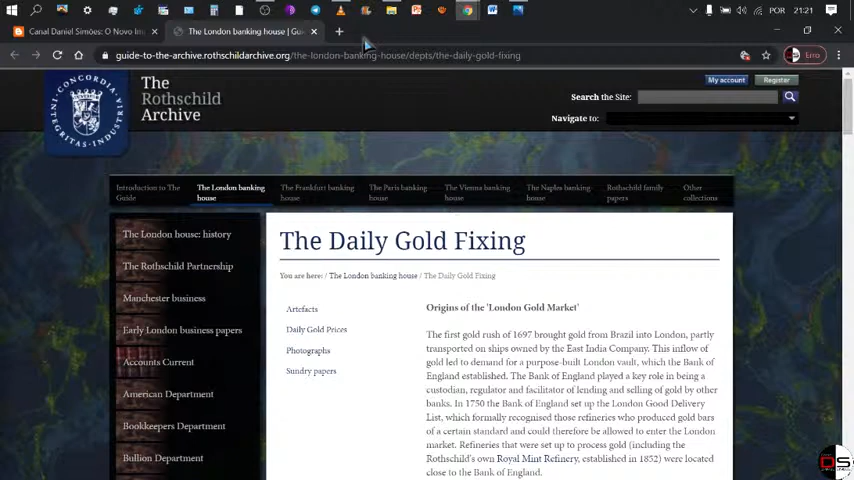 POR 21:21
Canal Daniel Simões: O Novo Im
The London banking house | Gui
guide-to-the-archive.rothschildarchive.org/the-london-banking-house/depts/the-daily-gold-fixing
Erro
CONCORDIA INTEGRITAS INDUSTRIA
The
Rothschild
Archive
My account Register
Search the Site:
Navigate to:
Introduction to The Guide
The London banking house
The Frankfurt banking house
The Paris banking house
The Vienna banking house
The Naples banking house
Rothschild family papers
Other collections
The London house: history
The Rothschild Partnership
Manchester business
Early London business papers
Accounts Current
American Department
Bookkeepers Department
Bullion Department
The Daily Gold Fixing
You are here: / The London banking house / The Daily Gold Fixing
Artefacts
Daily Gold Prices
Photographs
Sundry papers
Origins of the 'London Gold Market'
The first gold rush of 1697 brought gold from Brazil into London, partly
transported on ships owned by the East India Company. This inflow of
gold led to demand for a purpose-built London vault, which the Bank of
England established. The Bank of England played a key role in being a
custodian, regulator and facilitator of lending and selling of gold by other
banks. In 1750 the Bank of England set up the London Good Delivery
List, which formally recognised those refineries who produced gold bars
of a certain standard and could therefore be allowed to enter the London
market. Refineries that were set up to process gold (including the
Rothschild's own Royal Mint Refinery, established in 1852) were located
close to the Bank of England.
DS